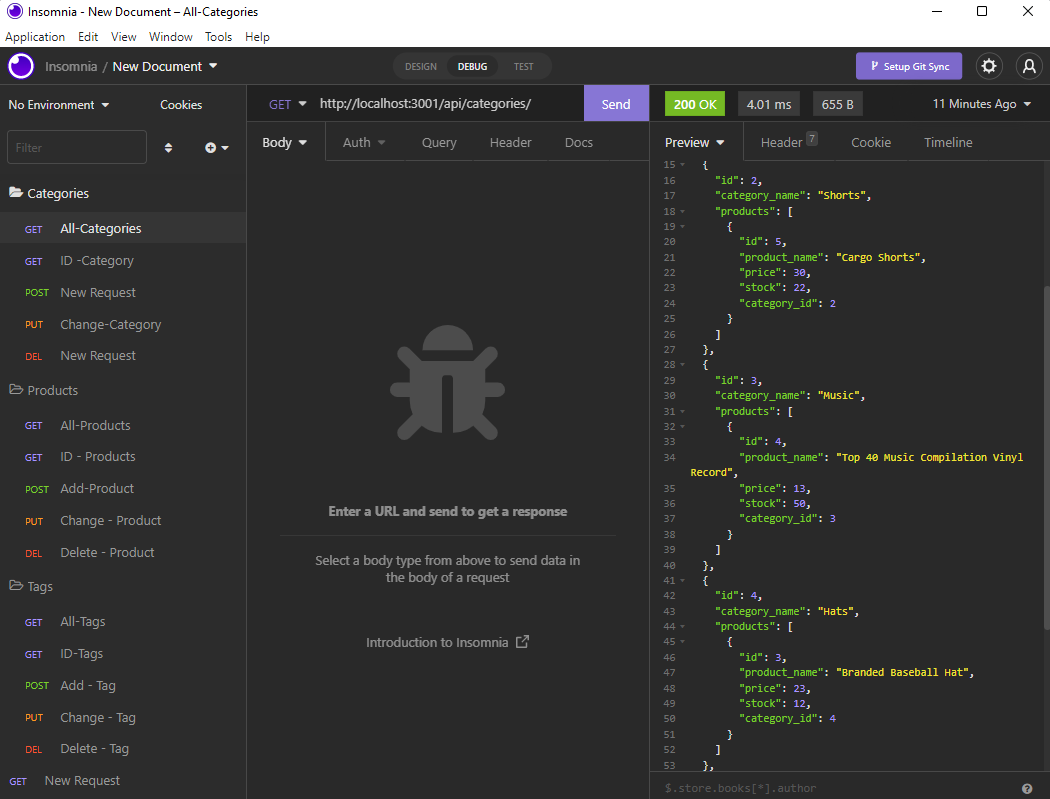 Insomnia - New Document – All-Categories
Application Edit View Window Tools Help
Insomnia / New Document
DESIGN DEBUG TEST
Setup Git Sync
No Environment Cookies
Filter
Categories
GET All-Categories
GET ID -Category
POST New Request
PUT Change-Category
DEL New Request
Products
GET All-Products
GET ID - Products
POST Add-Product
PUT Change - Product
DEL Delete - Product
Tags
GET All-Tags
GET ID-Tags
POST Add - Tag
PUT Change - Tag
DEL Delete - Tag
GET New Request
GET http://localhost:3001/api/categories/ Send
Body Auth Query Header Docs
Enter a URL and send to get a response
Select a body type from above to send data in
the body of a request
Introduction to Insomnia
200 OK 4.01 ms 655 B 11 Minutes Ago
Preview Header 7 Cookie Timeline
15 {
16 "id": 2,
17 "category_name": "Shorts",
18 "products": [
19 {
20 "id": 5,
21 "product_name": "Cargo Shorts",
22 "price": 30,
23 "stock": 22,
24 "category_id": 2
25 }
26 ]
27 },
28 {
29 "id": 3,
30 "category_name": "Music",
31 "products": [
32 {
33 "id": 4,
34 "product_name": "Top 40 Music Compilation Vinyl
Record",
35 "price": 13,
36 "stock": 50,
37 "category_id": 3
38 }
39 ]
40 },
41 {
42 "id": 4,
43 "category_name": "Hats",
44 "products": [
45 {
46 "id": 3,
47 "product_name": "Branded Baseball Hat",
48 "price": 23,
49 "stock": 12,
50 "category_id": 4
51 }
52 ]
53 },
$.store.books[*].author